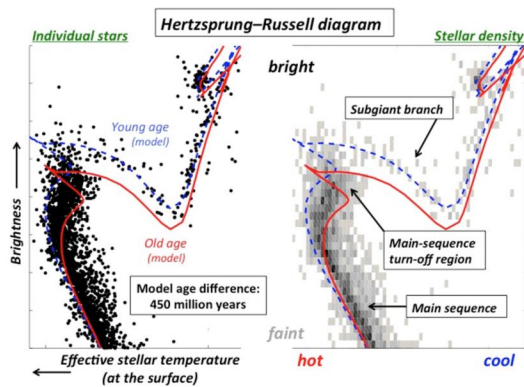 Hertzsprung–Russell diagram
Individual stars
Stellar density
bright
Subgiant branch
Young age
(model)
Brightness
Old age
(model)
Main-sequence
turn-off region
Model age difference:
450 million years
Main sequence
faint
Effective stellar temperature
(at the surface)
hot
cool